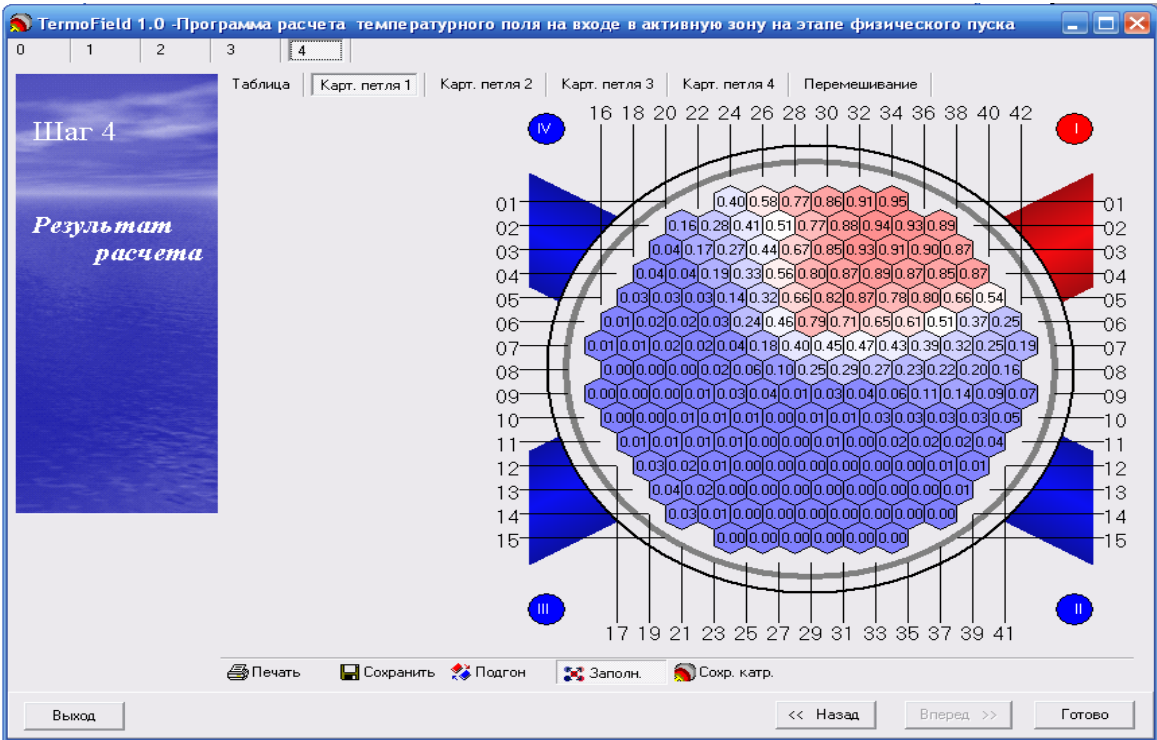 TermoField 1.0 -Программа расчета температурного поля на входе в активную зону на этапе физического пуска
0 1 2 3 4
Таблица Карт. петля 1 Карт. петля 2 Карт. петля 3 Карт. петля 4 Перемешивание
Шаг 4
Результат
расчета
16 18 20 22 24 26 28 30 32 34 36 38 40 42
IV I
01 0.40 0.58 0.77 0.86 0.91 0.95 01
02 0.16 0.28 0.41 0.51 0.77 0.88 0.94 0.93 0.89 02
03 0.04 0.17 0.27 0.44 0.67 0.85 0.93 0.91 0.90 0.87 03
04 0.04 0.04 0.19 0.33 0.56 0.80 0.87 0.89 0.87 0.85 0.87 04
05 0.03 0.03 0.03 0.14 0.32 0.66 0.82 0.87 0.78 0.80 0.66 0.54 05
06 0.01 0.02 0.02 0.03 0.24 0.46 0.79 0.71 0.65 0.61 0.51 0.37 0.25 06
07 0.01 0.01 0.02 0.02 0.04 0.18 0.40 0.45 0.47 0.43 0.39 0.32 0.25 0.19 07
08 0.00 0.00 0.00 0.02 0.06 0.10 0.25 0.29 0.27 0.23 0.22 0.20 0.16 08
09 0.00 0.00 0.00 0.01 0.03 0.04 0.01 0.03 0.04 0.06 0.11 0.14 0.09 0.07 09
10 0.00 0.00 0.01 0.01 0.01 0.00 0.01 0.01 0.03 0.03 0.03 0.03 0.05 10
11 0.01 0.01 0.01 0.01 0.00 0.00 0.01 0.00 0.02 0.02 0.02 0.04 11
12 0.03 0.02 0.01 0.00 0.00 0.00 0.00 0.00 0.00 0.01 0.01 12
13 0.04 0.02 0.00 0.00 0.00 0.00 0.00 0.00 0.00 0.01 13
14 0.03 0.01 0.00 0.00 0.00 0.00 0.00 0.00 0.00 14
15 0.00 0.00 0.00 0.00 0.00 0.00 15
III II
17 19 21 23 25 27 29 31 33 35 37 39 41
Печать Сохранить Подгон Заполн. Сохр. катр.
Выход << Назад Вперед >> Готово